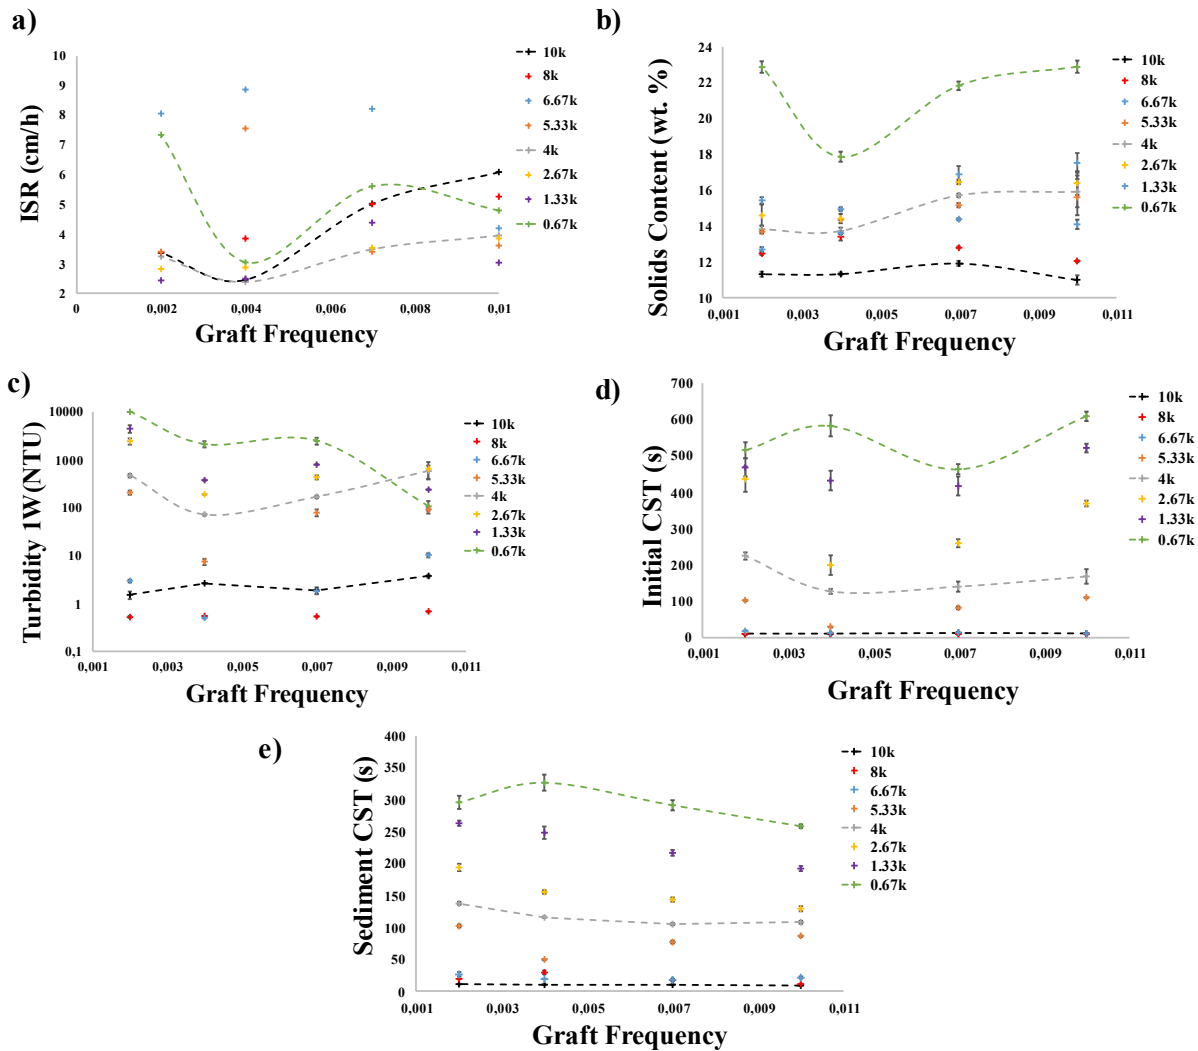 a)
10
9
8
7
6
5
4
3
2
ISR (cm/h)
0
0,002
0,004
0,006
0,008
0,01
Graft Frequency
10k
8k
6.67k
5.33k
4k
2.67k
1.33k
0.67k
b)
24
22
20
18
16
14
12
10
Solids Content (wt. %)
0,001
0,003
0,005
0,007
0,009
0,011
Graft Frequency
10k
8k
6.67k
5.33k
4k
2.67k
1.33k
0.67k
c)
10000
1000
100
10
1
0,1
Turbidity 1W(NTU)
0,001
0,003
0,005
0,007
0,009
0,011
Graft Frequency
10k
8k
6.67k
5.33k
4k
2.67k
1.33k
0.67k
d)
700
600
500
400
300
200
100
0
Initial CST (s)
0,001
0,003
0,005
0,007
0,009
0,011
Graft Frequency
10k
8k
6.67k
5.33k
4k
2.67k
1.33k
0.67k
e)
400
350
300
250
200
150
100
50
0
Sediment CST (s)
0,001
0,003
0,005
0,007
0,009
0,011
Graft Frequency
10k
8k
6.67k
5.33k
4k
2.67k
1.33k
0.67k